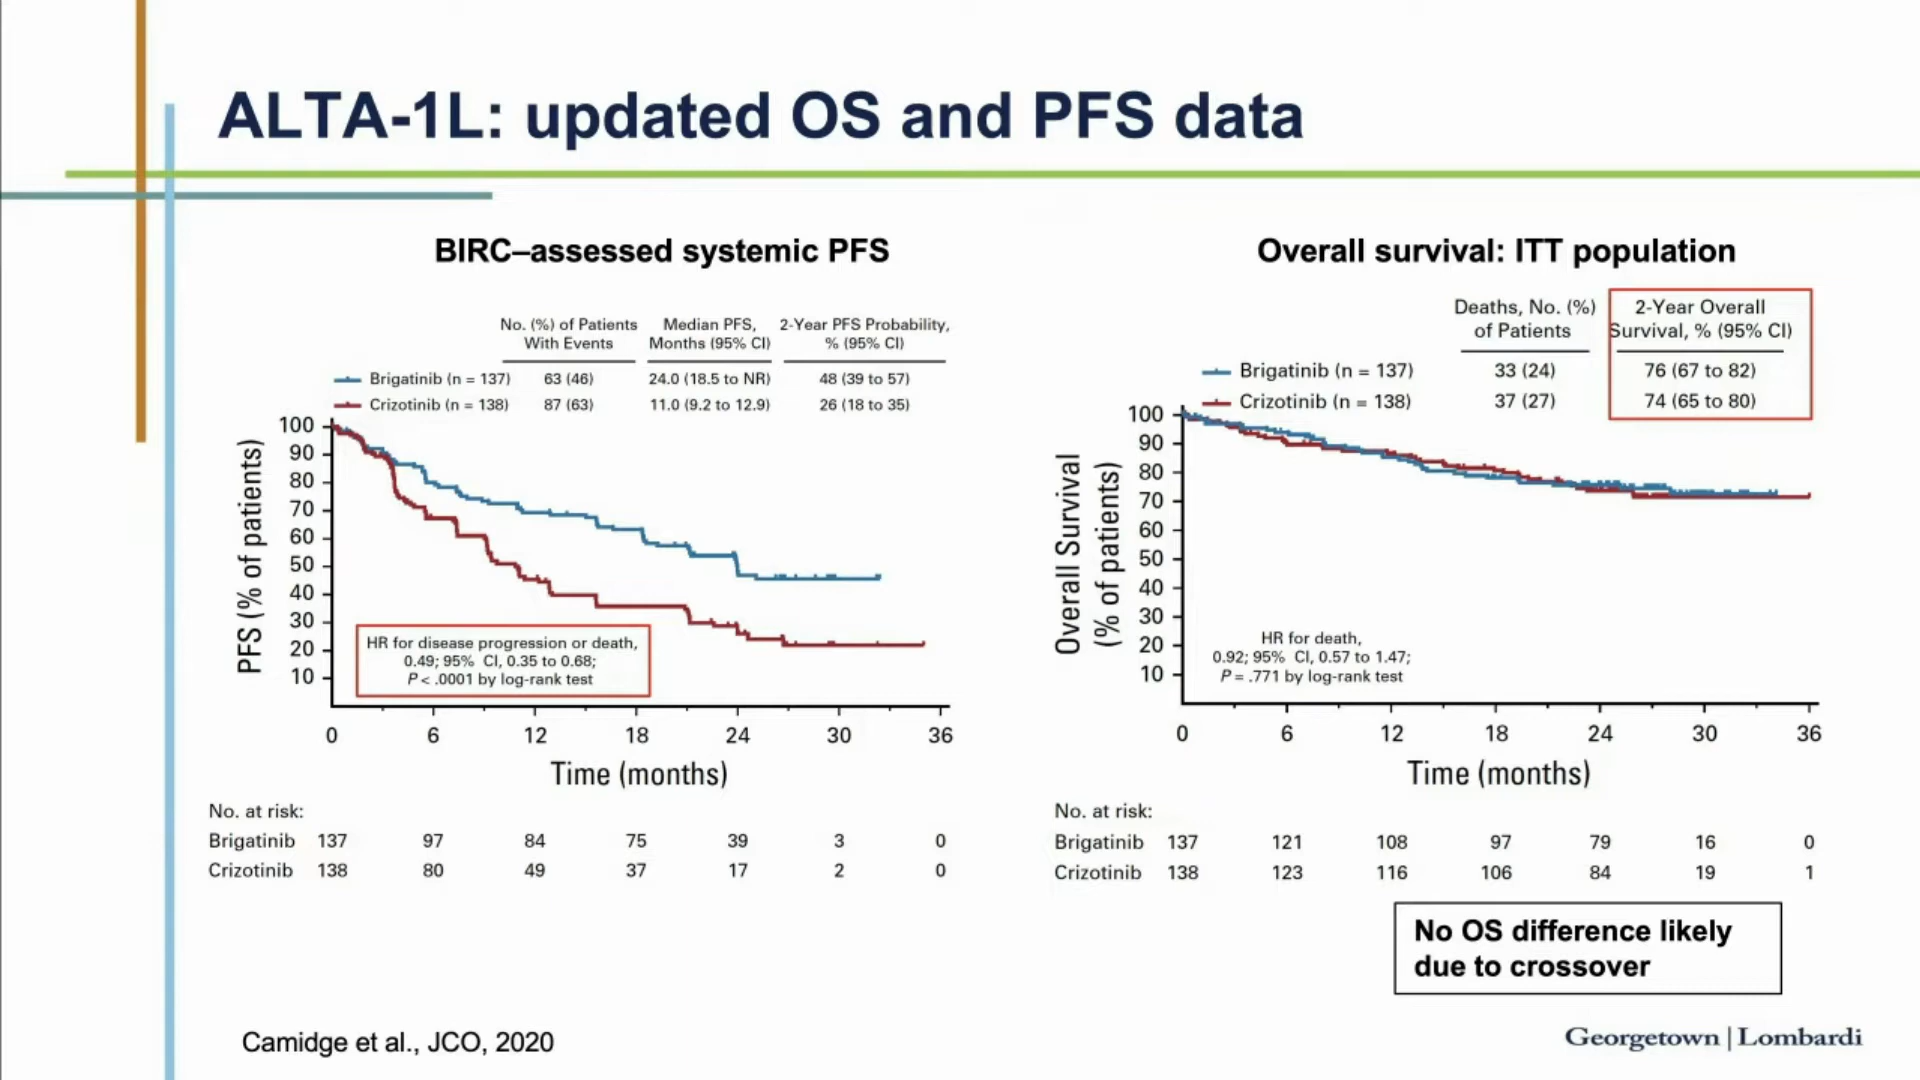 ALTA-1L: updated OS and PFS data
BIRC–assessed systemic PFS
No. (%) of Patients With Events
Median PFS, Months (95% CI)
2-Year PFS Probability, % (95% CI)
Brigatinib (n = 137) 63 (46) 24.0 (18.5 to NR) 48 (39 to 57)
Crizotinib (n = 138) 87 (63) 11.0 (9.2 to 12.9) 26 (18 to 35)
PFS (% of patients)
100
90
80
70
60
50
40
30
20
10
HR for disease progression or death,
0.49; 95% CI, 0.35 to 0.68;
P < .0001 by log-rank test
0 6 12 18 24 30 36
Time (months)
No. at risk:
Brigatinib 137 97 84 75 39 3 0
Crizotinib 138 80 49 37 17 2 0
Overall survival: ITT population
Deaths, No. (%) of Patients
2-Year Overall Survival, % (95% CI)
Brigatinib (n = 137) 33 (24) 76 (67 to 82)
Crizotinib (n = 138) 37 (27) 74 (65 to 80)
Overall Survival
(% of patients)
100
90
80
70
60
50
40
30
20
10
HR for death,
0.92; 95% CI, 0.57 to 1.47;
P = .771 by log-rank test
0 6 12 18 24 30 36
Time (months)
No. at risk:
Brigatinib 137 121 108 97 79 16 0
Crizotinib 138 123 116 106 84 19 1
No OS difference likely
due to crossover
Camidge et al., JCO, 2020
Georgetown | Lombardi